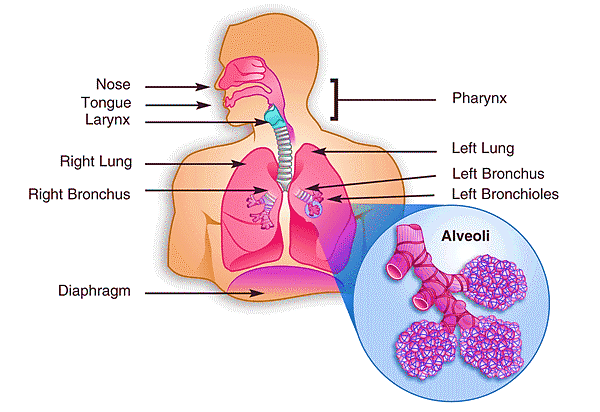 Nose
Tongue
Larynx
Pharynx
Right Lung
Left Lung
Right Bronchus
Left Bronchus
Left Bronchioles
Alveoli
Diaphragm